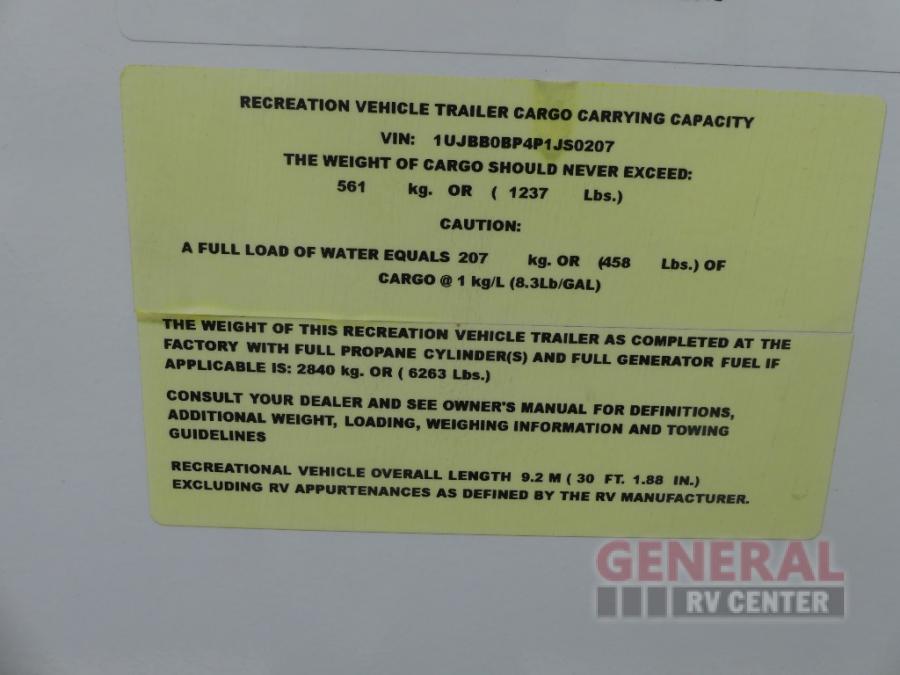 RECREATION VEHICLE TRAILER CARGO CARRYING CAPACITY
VIN: 1UJBB0BP4P1JS0207
THE WEIGHT OF CARGO SHOULD NEVER EXCEED:
561 kg. OR ( 1237 Lbs.)
CAUTION:
A FULL LOAD OF WATER EQUALS 207 kg. OR (458 Lbs.) OF
CARGO @ 1 kg/L (8.3Lb/GAL)
THE WEIGHT OF THIS RECREATION VEHICLE TRAILER AS COMPLETED AT THE
FACTORY WITH FULL PROPANE CYLINDER(S) AND FULL GENERATOR FUEL IF
APPLICABLE IS: 2840 kg. OR ( 6263 Lbs.)
CONSULT YOUR DEALER AND SEE OWNER'S MANUAL FOR DEFINITIONS,
ADDITIONAL WEIGHT, LOADING, WEIGHING INFORMATION AND TOWING
GUIDELINES
RECREATIONAL VEHICLE OVERALL LENGTH 9.2 M ( 30 FT. 1.88 IN.)
EXCLUDING RV APPURTENANCES AS DEFINED BY THE RV MANUFACTURER.
GENERAL
RV CENTER